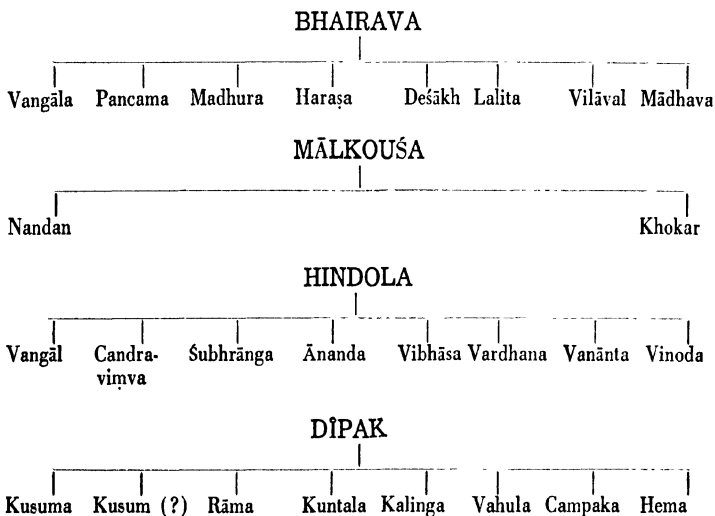 BHAIRAVA
Vangāla Pancama Madhura Haraṣa Deśākh Lalita Vilāval Mādhava
MĀLKOUŚA
Nandan Khokar
HINDOLA
Vangāl Candra- Śubhrānga Ānanda Vibhāsa Vardhana Vanānta Vinoda
viṃva
DÎPAK
Kusuma Kusum (?) Rāma Kuntala Kalinga Vahula Campaka Hema